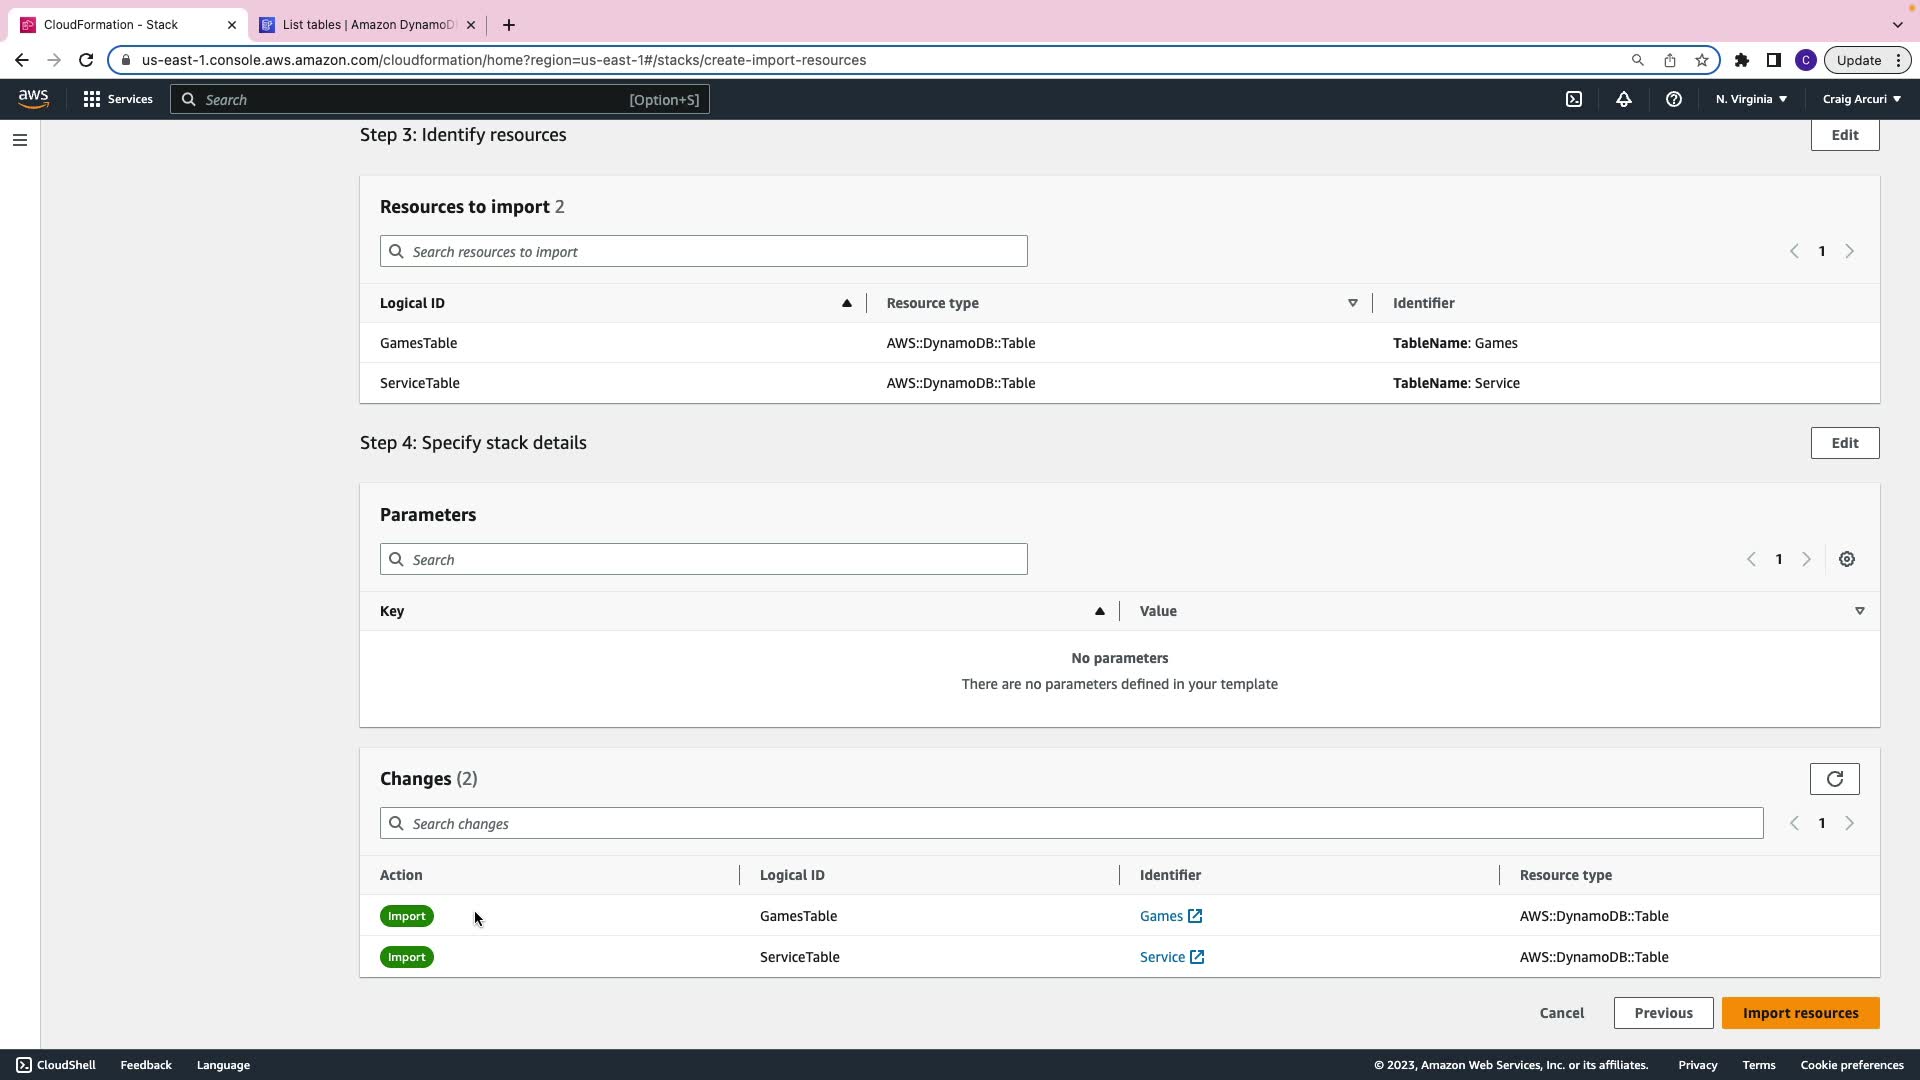 CloudFormation - Stack
List tables | Amazon DynamoD
us-east-1.console.aws.amazon.com/cloudformation/home?region=us-east-1#/stacks/create-import-resources
C
Update
aws
Services
Search
[Option+S]
N. Virginia
Craig Arcuri
Step 3: Identify resources
Edit
Resources to import 2
Search resources to import
1
Logical ID
Resource type
Identifier
GamesTable
AWS::DynamoDB::Table
TableName: Games
ServiceTable
AWS::DynamoDB::Table
TableName: Service
Step 4: Specify stack details
Edit
Parameters
Search
1
Key
Value
No parameters
There are no parameters defined in your template
Changes (2)
Search changes
1
Action
Logical ID
Identifier
Resource type
Import
GamesTable
Games
AWS::DynamoDB::Table
Import
ServiceTable
Service
AWS::DynamoDB::Table
Cancel
Previous
Import resources
CloudShell
Feedback
Language
© 2023, Amazon Web Services, Inc. or its affiliates.
Privacy
Terms
Cookie preferences